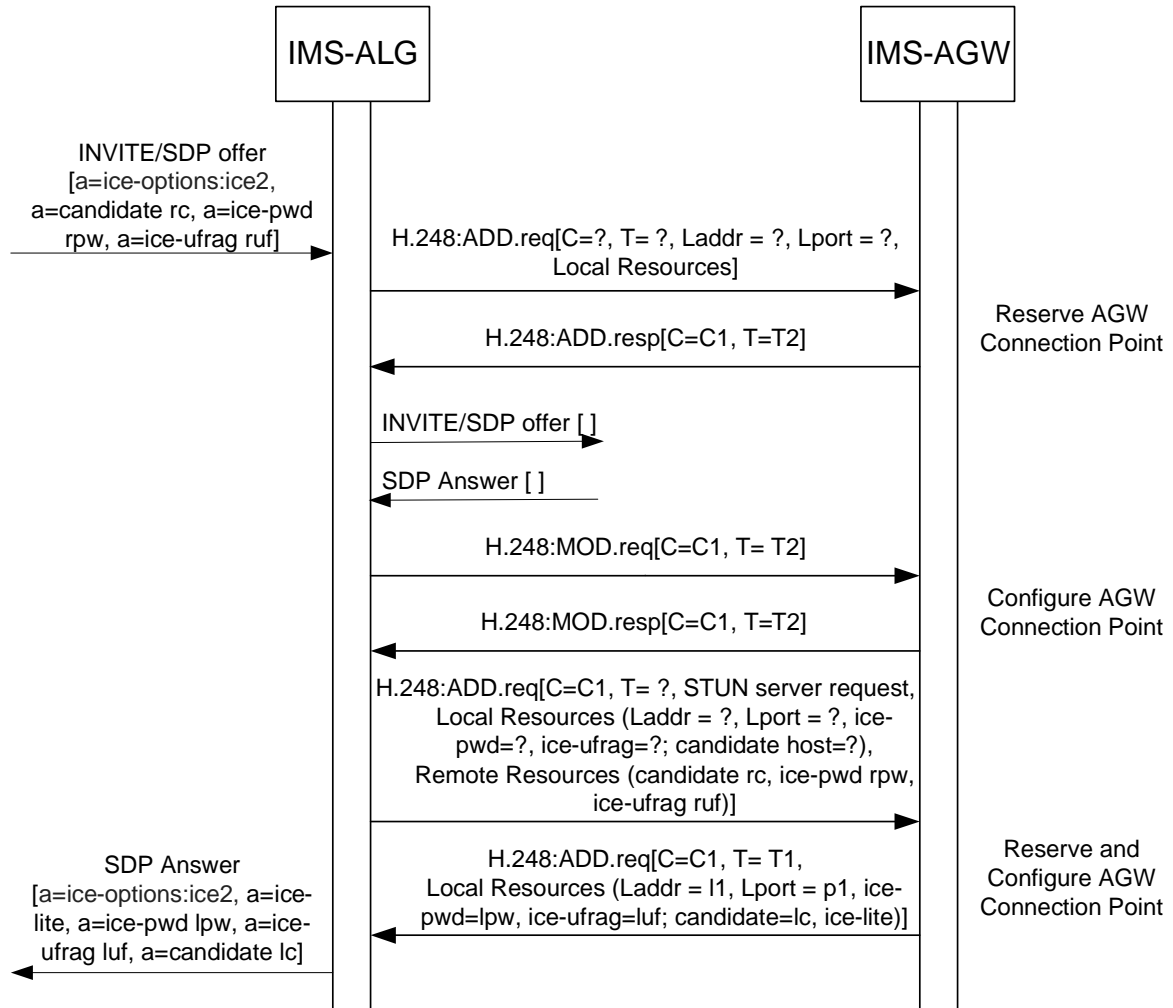 IMS-ALG
IMS-AGW
INVITE/SDP offer
[a=ice-options:ice2,
a=candidate rc, a=ice-pwd
rpw, a=ice-ufrag ruf]
H.248:ADD.req[C=?, T= ?, Laddr = ?, Lport = ?,
Local Resources]
Reserve AGW
Connection Point
H.248:ADD.resp[C=C1, T=T2]
INVITE/SDP offer [ ]
SDP Answer [ ]
H.248:MOD.req[C=C1, T= T2]
Configure AGW
Connection Point
H.248:MOD.resp[C=C1, T=T2]
H.248:ADD.req[C=C1, T= ?, STUN server request,
Local Resources (Laddr = ?, Lport = ?, ice-
pwd=?, ice-ufrag=?; candidate host=?),
Remote Resources (candidate rc, ice-pwd rpw,
ice-ufrag ruf)]
H.248:ADD.req[C=C1, T= T1,
Local Resources (Laddr = l1, Lport = p1, ice-
pwd=lpw, ice-ufrag=luf; candidate=lc, ice-lite)]
Reserve and
Configure AGW
Connection Point
SDP Answer
[a=ice-options:ice2, a=ice-
lite, a=ice-pwd lpw, a=ice-
ufrag luf, a=candidate lc]